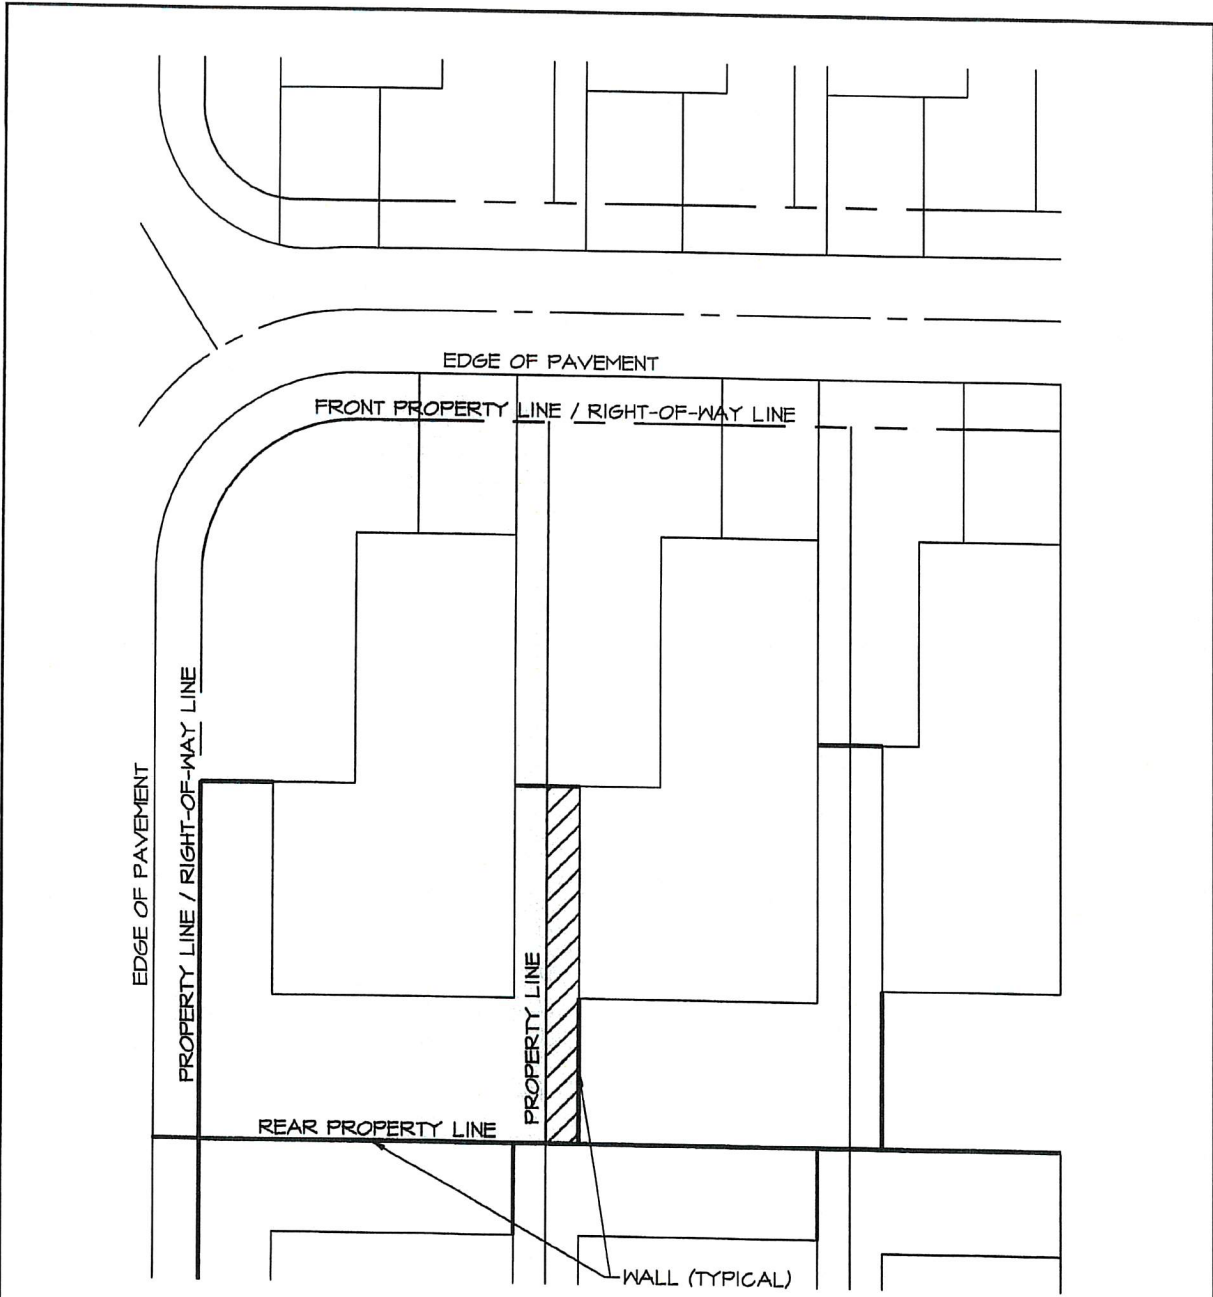 EDGE OF PAVEMENT
FRONT PROPERTY LINE / RIGHT-OF-WAY LINE
EDGE OF PAVEMENT
PROPERTY LINE / RIGHT-OF-WAY LINE
PROPERTY LINE
REAR PROPERTY LINE
WALL (TYPICAL)